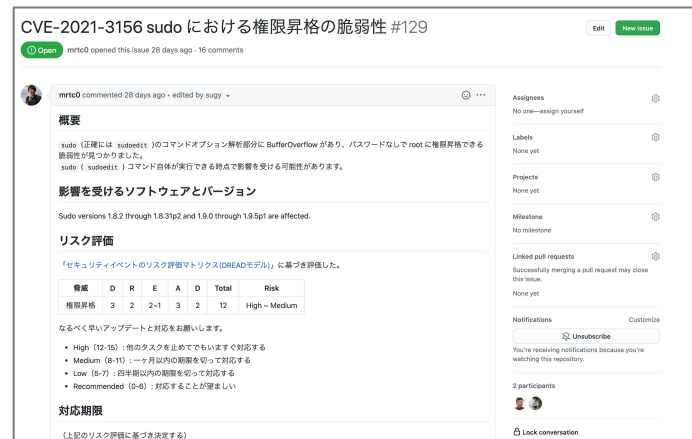 CVE-2021-3156 sudo における権限昇格の脆弱性 #129
Edit
New issue
Open
mrtc0 opened this issue 28 days ago · 16 comments
mrtc0 commented 28 days ago • edited by sugy
概要
sudo (正確には sudoedit )のコマンドオプション解析部分に BufferOverflow があり、パスワードなしで root に権限昇格できる
脆弱性が見つかりました。
sudo ( sudoedit ) コマンド自体が実行できる時点で影響を受ける可能性があります。
影響を受けるソフトウェアとバージョン
Sudo versions 1.8.2 through 1.8.31p2 and 1.9.0 through 1.9.5p1 are affected.
リスク評価
「セキュリティイベントのリスク評価マトリクス(DREADモデル)」に基づき評価した。
脅威 D R E A D Total Risk
権限昇格 3 2 2~1 3 2 12 High ~ Medium
なるべく早いアップデートと対応をお願いします。
• High（12-15）: 他のタスクを止めてでもいますぐ対応する
• Medium（8-11）: 一ヶ月以内の期限を切って対応する
• Low（5-7）: 四半期以内の期限を切って対応する
• Recommended（0-6）: 対応することが望ましい
対応期限
（上記のリスク評価に基づき決定する）
Assignees
No one—assign yourself
Labels
None yet
Projects
None yet
Milestone
No milestone
Linked pull requests
Successfully merging a pull request may close
this issue.
None yet
Notifications
Customize
Unsubscribe
You're receiving notifications because you're
watching this repository.
2 participants
Lock conversation